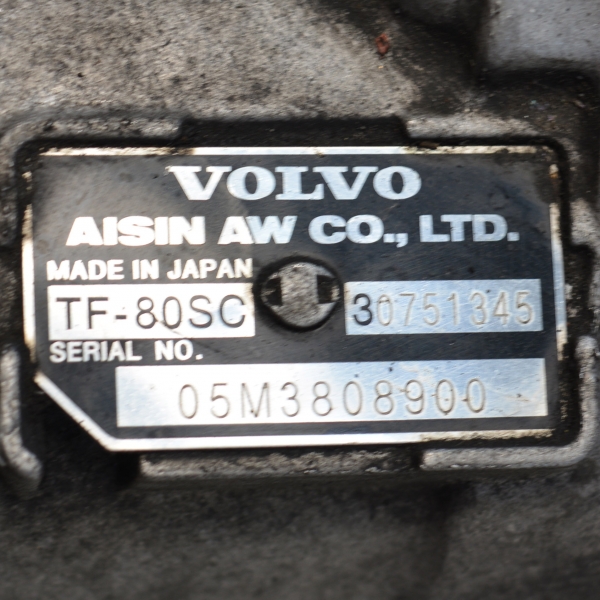 VOLVO
AISIN AW CO., LTD.
MADE IN JAPAN
TF-80SC 30751345
SERIAL NO.
05M3808900